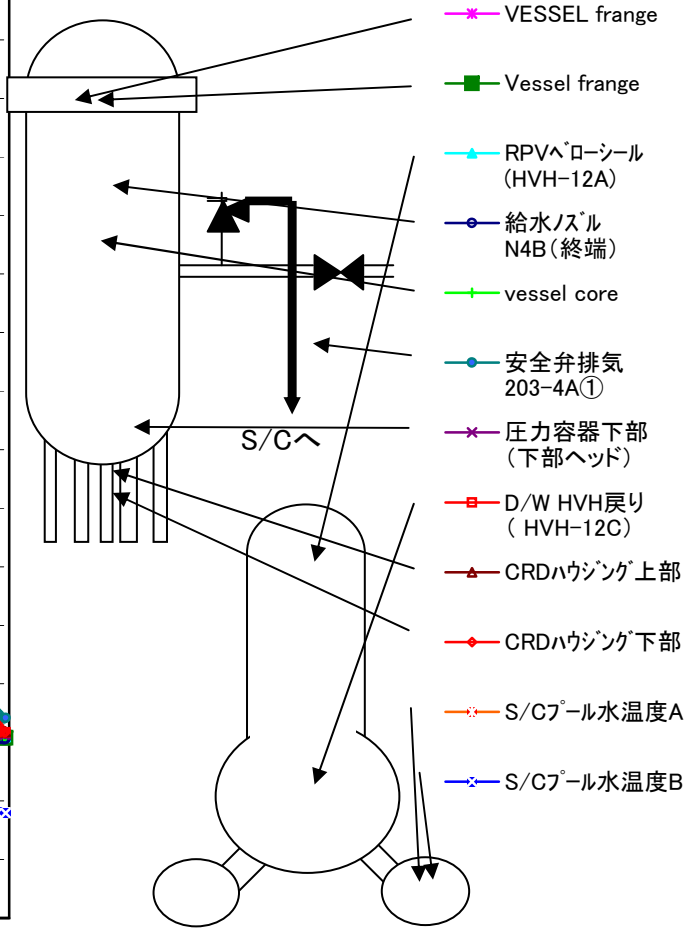 VESSEL frange
Vessel frange
RPVベローシール
(HVH-12A)
給水ノズル
N4B(終端)
vessel core
安全弁排気
203-4A①
圧力容器下部
(下部ヘッド)
D/W HVH戻り
( HVH-12C)
CRDハウジング上部
CRDハウジング下部
S/Cプール水温度A
S/Cプール水温度B
S/Cへ